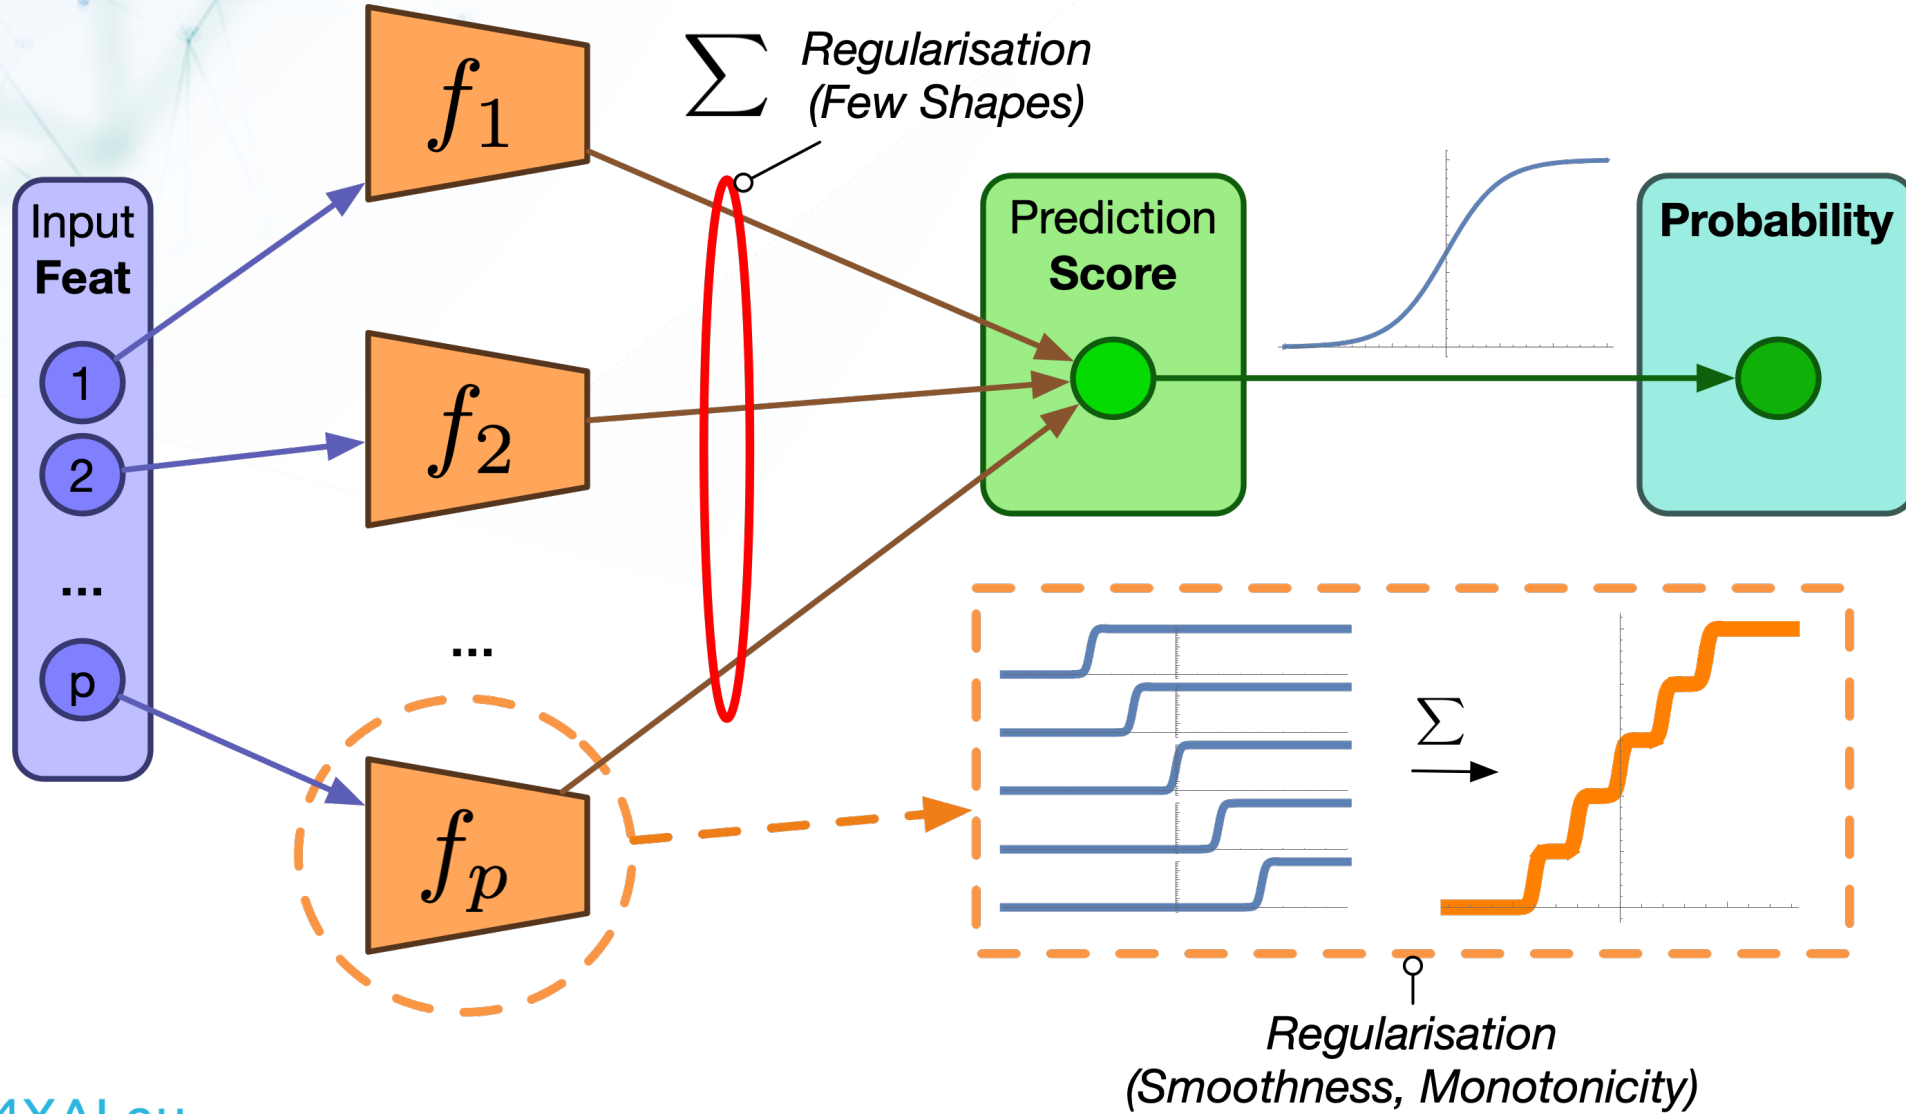 ∑ Regularisation
(Few Shapes)
f1
Input
Feat
1
2
...
p
f2
...
fp
Prediction
Score
Probability
∑
Regularisation
(Smoothness, Monotonicity)